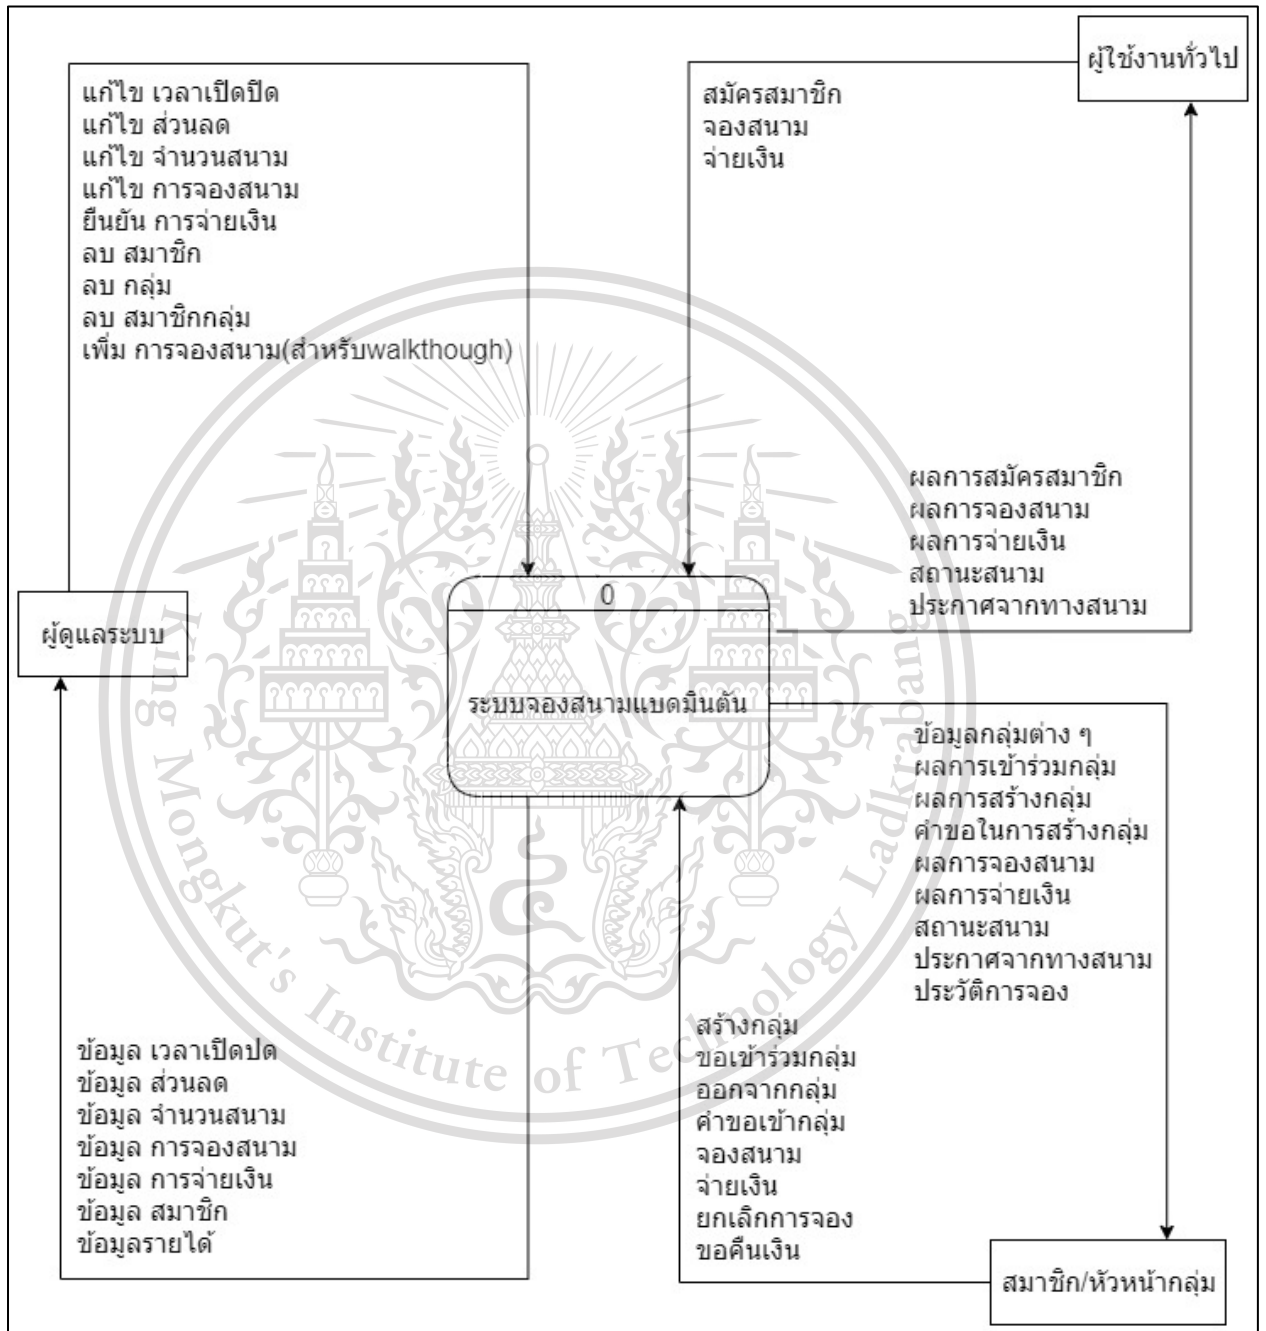 ผู้ใช้งานทั่วไป
แก้ไข เวลาเปิดปิด
แก้ไข ส่วนลด
แก้ไข จำนวนสนาม
แก้ไข การจองสนาม
ยืนยัน การจ่ายเงิน
ลบ สมาชิก
ลบ กลุ่ม
ลบ สมาชิกกลุ่ม
เพิ่ม การจองสนาม(สำหรับwalkthough)
สมัครสมาชิก
จองสนาม
จ่ายเงิน
ผลการสมัครสมาชิก
ผลการจองสนาม
ผลการจ่ายเงิน
สถานะสนาม
ประกาศจากทางสนาม
0
ระบบจองสนามแบดมินตัน
ผู้ดูแลระบบ
ข้อมูลกลุ่มต่าง ๆ
ผลการเข้าร่วมกลุ่ม
ผลการสร้างกลุ่ม
คำขอในการสร้างกลุ่ม
ผลการจองสนาม
ผลการจ่ายเงิน
สถานะสนาม
ประกาศจากทางสนาม
ประวัติการจอง
สร้างกลุ่ม
ขอเข้าร่วมกลุ่ม
ออกจากกลุ่ม
คำขอเข้ากลุ่ม
จองสนาม
จ่ายเงิน
ยกเลิกการจอง
ขอคืนเงิน
ข้อมูล เวลาเปิดปด
ข้อมูล ส่วนลด
ข้อมูล จำนวนสนาม
ข้อมูล การจองสนาม
ข้อมูล การจ่ายเงิน
ข้อมูล สมาชิก
ข้อมูลรายได้
สมาชิก/หัวหน้ากลุ่ม
King Mongkut's Institute of Technology Ladkrabang